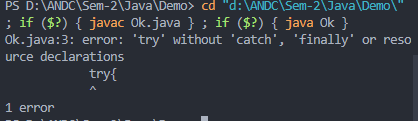 PS D:\ANDC\Sem-2\Java\Demo> cd "d:\ANDC\Sem-2\Java\Demo\"
; if ($?) { javac Ok.java } ; if ($?) { java Ok }
Ok.java:3: error: 'try' without 'catch', 'finally' or reso
urce declarations
try{
^
1 error